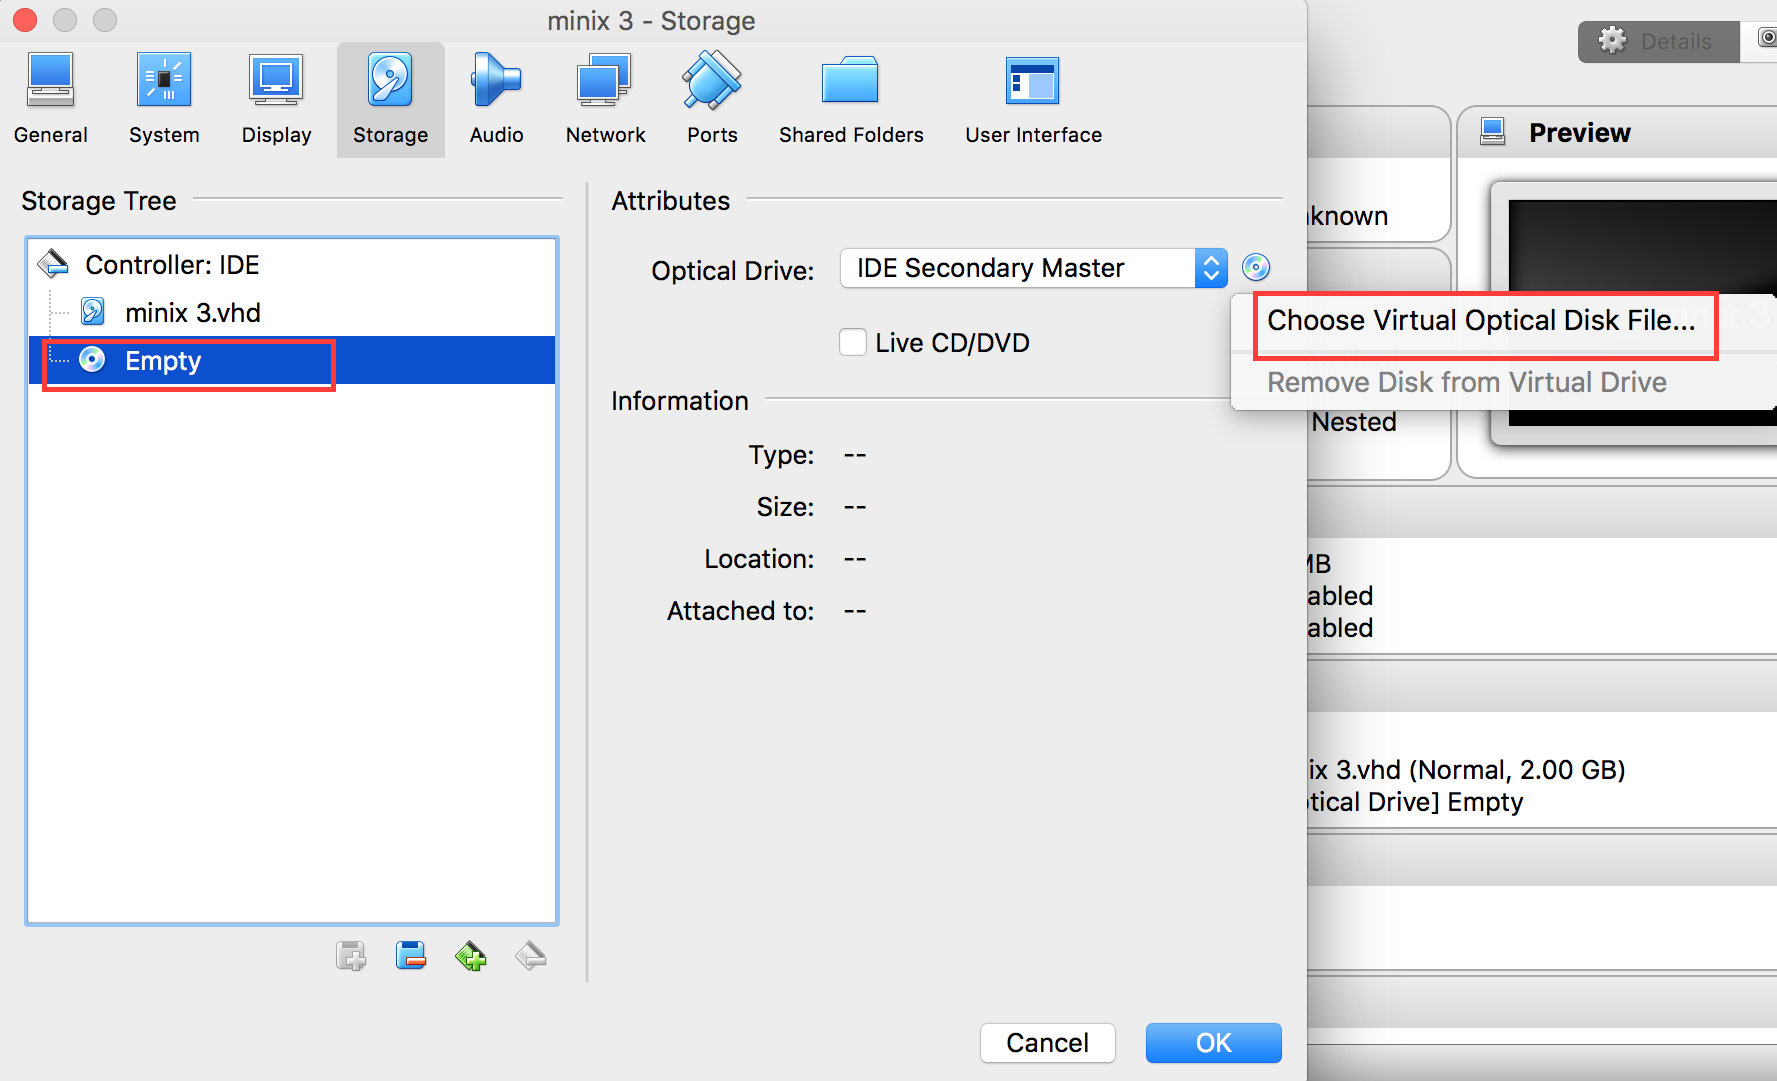 minix 3 - Storage
General
System
Display
Storage
Audio
Network
Ports
Shared Folders
User Interface
Details
Storage Tree
Controller: IDE
minix 3.vhd
Empty
Attributes
Optical Drive: IDE Secondary Master
Live CD/DVD
Information
Type: --
Size: --
Location: --
Attached to: --
Cancel
OK
Choose Virtual Optical Disk File...
Remove Disk from Virtual Drive
Preview
known
Nested
MB
abled
abled
ix 3.vhd (Normal, 2.00 GB)
tical Drive] Empty